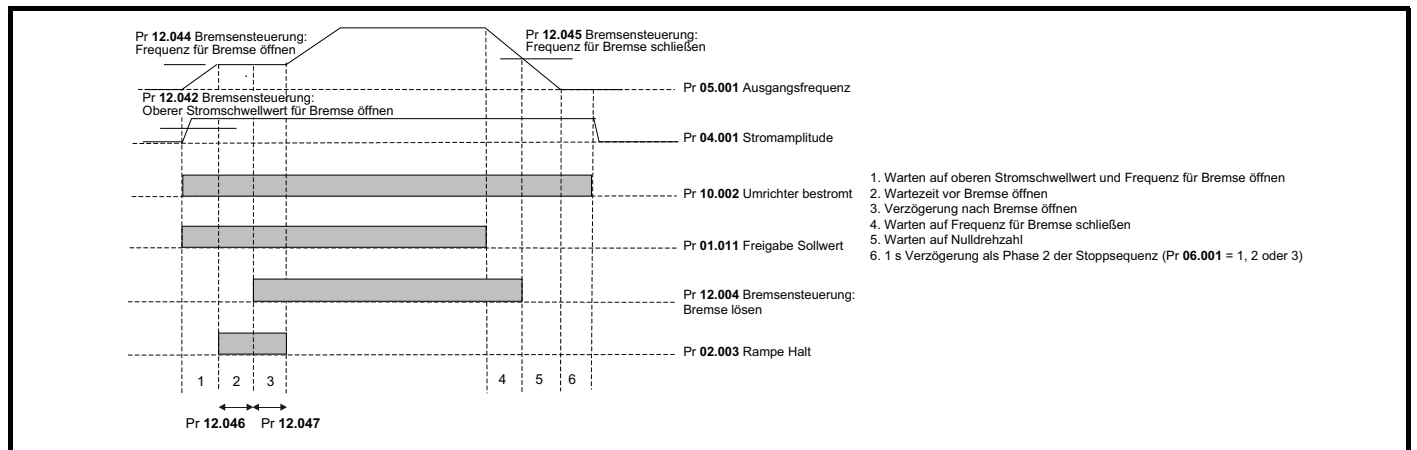 Pr 12.044 Bremsensteuerung:
Frequenz für Bremse öffnen
Pr 12.045 Bremsensteuerung:
Frequenz für Bremse schließen
Pr 05.001 Ausgangsfrequenz
Pr 12.042 Bremsensteuerung:
Oberer Stromschwellwert für Bremse öffnen
Pr 04.001 Stromamplitude
Pr 10.002 Umrichter bestromt
Pr 01.011 Freigabe Sollwert
Pr 12.004 Bremsensteuerung:
Bremse lösen
Pr 02.003 Rampe Halt
1 2 3 4 5 6
Pr 12.046 Pr 12.047
1. Warten auf oberen Stromschwellwert und Frequenz für Bremse öffnen
2. Wartezeit vor Bremse öffnen
3. Verzögerung nach Bremse öffnen
4. Warten auf Frequenz für Bremse schließen
5. Warten auf Nulldrehzahl
6. 1 s Verzögerung als Phase 2 der Stoppsequenz (Pr 06.001 = 1, 2 oder 3)